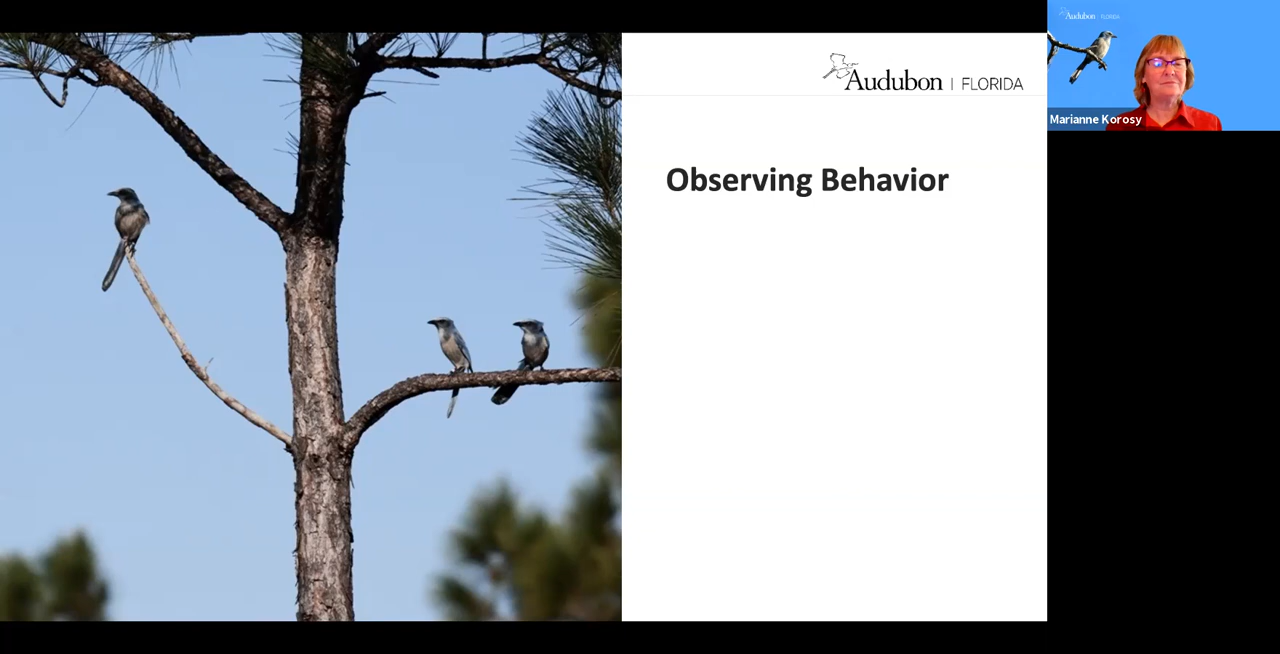 Audubon | FLORIDA
Observing Behavior
Audubon | FLORIDA
Marianne Korosy